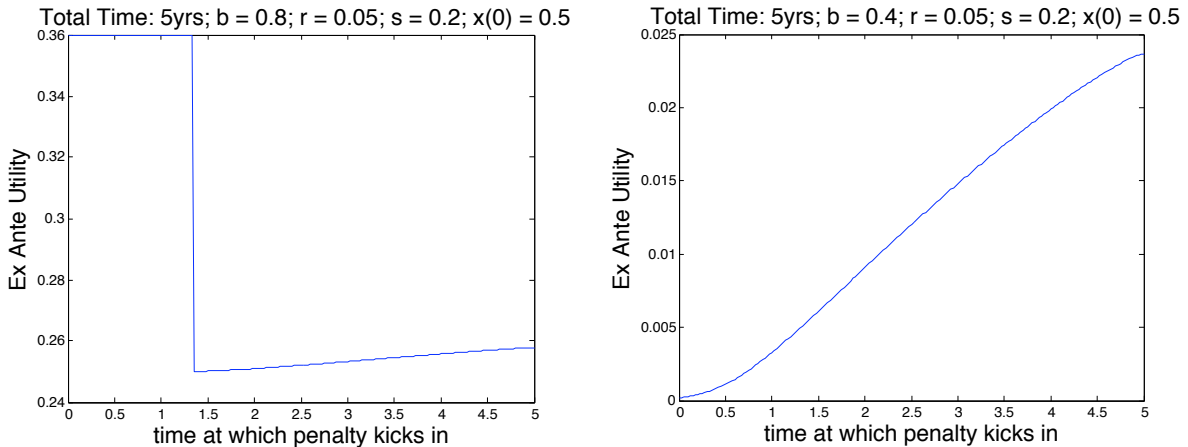 Total Time: 5yrs; b = 0.8; r = 0.05; s = 0.2; x(0) = 0.5
0.36
0.34
0.32
0.3
0.28
0.26
0.24
Ex Ante Utility
0 0.5 1 1.5 2 2.5 3 3.5 4 4.5 5
time at which penalty kicks in
Total Time: 5yrs; b = 0.4; r = 0.05; s = 0.2; x(0) = 0.5
0.025
0.02
0.015
0.01
0.005
0
Ex Ante Utility
0 0.5 1 1.5 2 2.5 3 3.5 4 4.5 5
time at which penalty kicks in